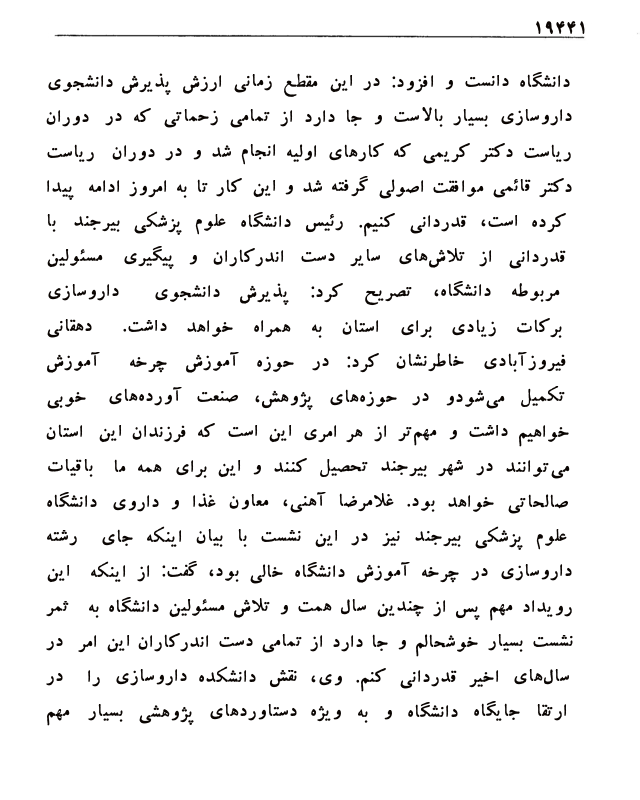 ۱۹۴۴۱
دانشگاه دانست و افزود: در این مقطع زمانی ارزش پذیرش دانشجوی
داروسازی بسیار بالاست و جا دارد از تمامی زحماتی که در دوران
ریاست دکتر کریمی که کارهای اولیه انجام شد و در دوران ریاست
دکتر قائمی موافقت اصولی گرفته شد و این کار تا به امروز ادامه پیدا
کرده است، قدردانی کنیم. رئیس دانشگاه علوم پزشکی بیرجند با
قدردانی از تلاش‌های سایر دست اندرکاران و پیگیری مسئولین
مربوطه دانشگاه، تصریح کرد: پذیرش دانشجوی داروسازی
برکات زیادی برای استان به همراه خواهد داشت. دهقانی
فیروزآبادی خاطرنشان کرد: در حوزه آموزش چرخه آموزش
تکمیل می‌شودو در حوزه‌های پژوهش، صنعت آورده‌های خوبی
خواهیم داشت و مهم‌تر از هر امری این است که فرزندان این استان
می‌توانند در شهر بیرجند تحصیل کنند و این برای همه ما باقیات
صالحاتی خواهد بود. غلامرضا آهنی، معاون غذا و داروی دانشگاه
علوم پزشکی بیرجند نیز در این نشست با بیان اینکه جای رشته
داروسازی در چرخه آموزش دانشگاه خالی بود، گفت: از اینکه این
رویداد مهم پس از چندین سال همت و تلاش مسئولین دانشگاه به ثمر
نشست بسیار خوشحالم و جا دارد از تمامی دست اندرکاران این امر در
سال‌های اخیر قدردانی کنم. وی، نقش دانشکده داروسازی را در
ارتقا جایگاه دانشگاه و به ویژه دستاوردهای پژوهشی بسیار مهم